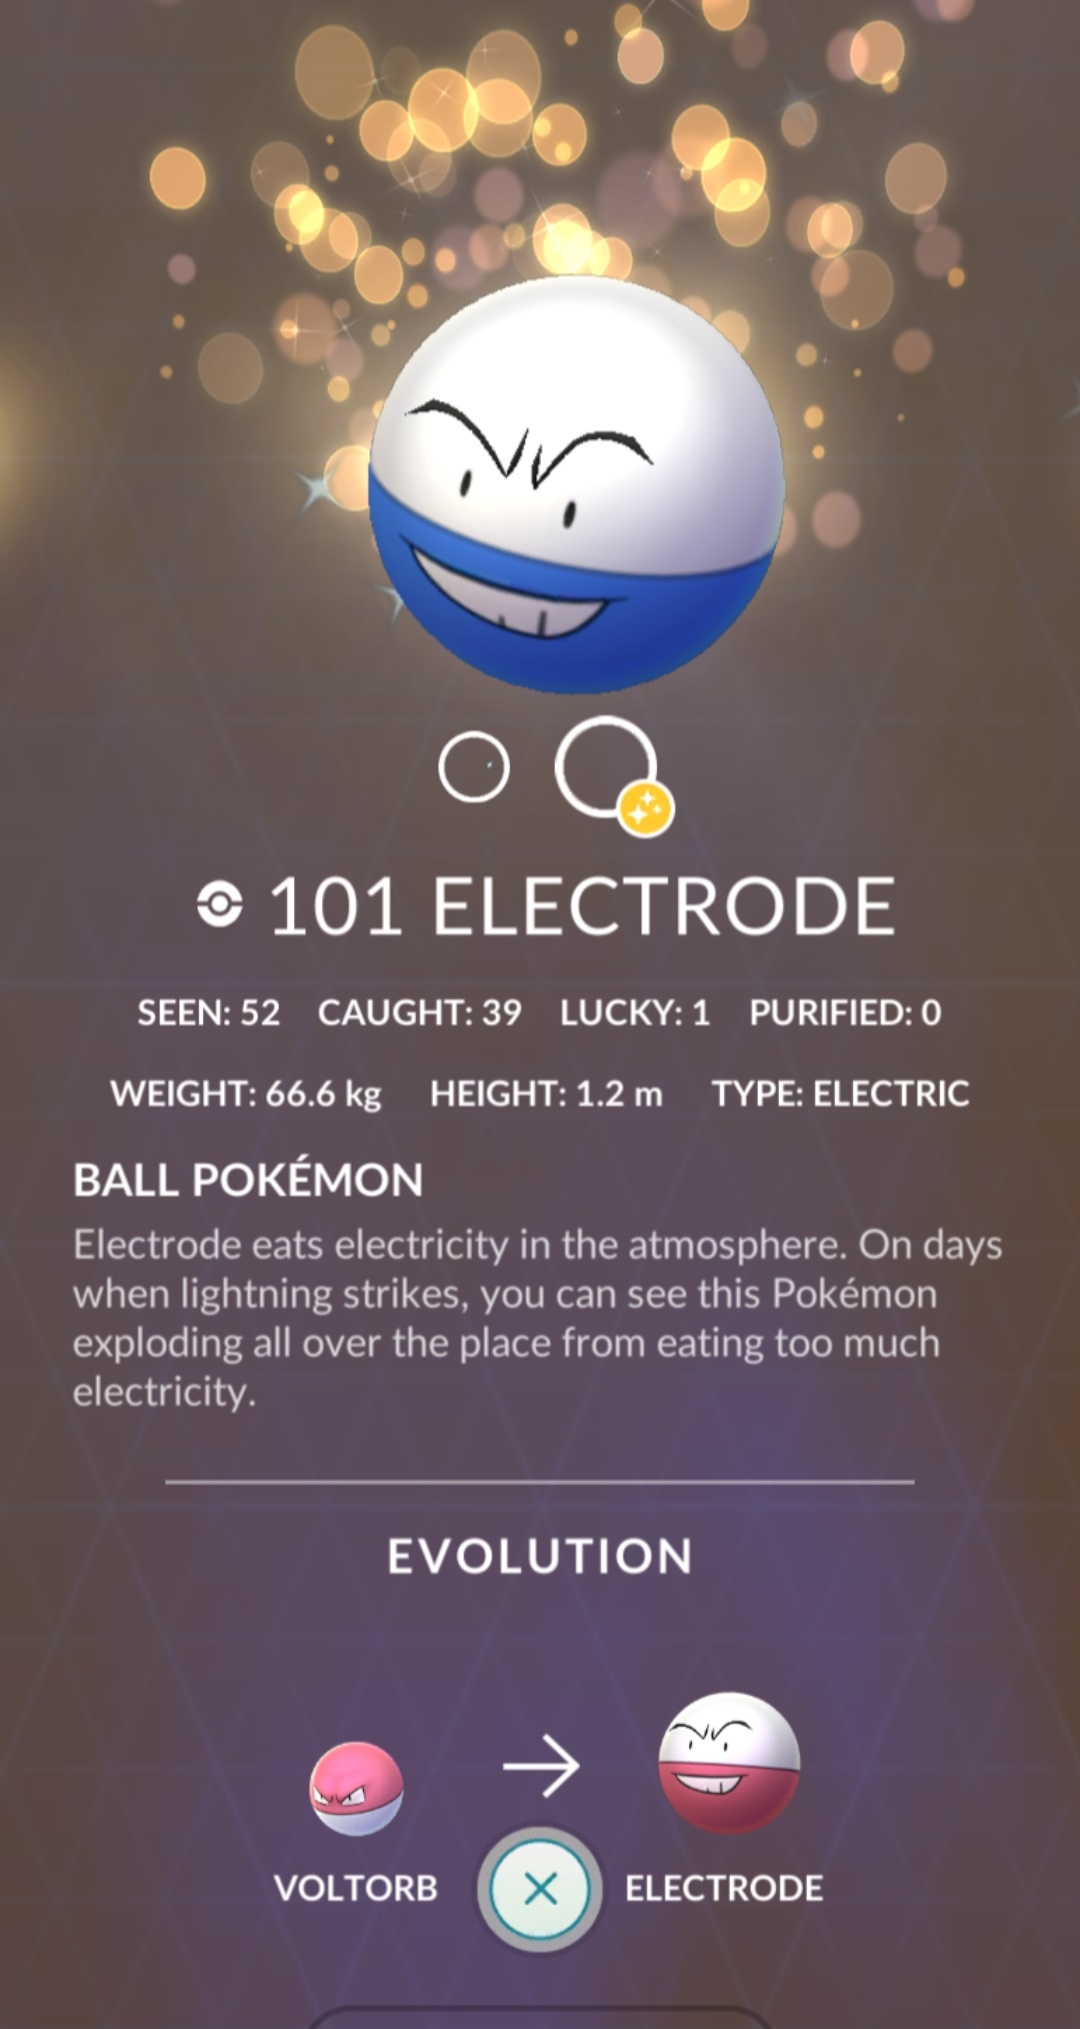 101 ELECTRODE
SEEN: 52 CAUGHT: 39 LUCKY: 1 PURIFIED: 0
WEIGHT: 66.6 kg HEIGHT: 1.2 m TYPE: ELECTRIC
BALL POKÉMON
Electrode eats electricity in the atmosphere. On days
when lightning strikes, you can see this Pokémon
exploding all over the place from eating too much
electricity.
EVOLUTION
VOLTORB ELECTRODE